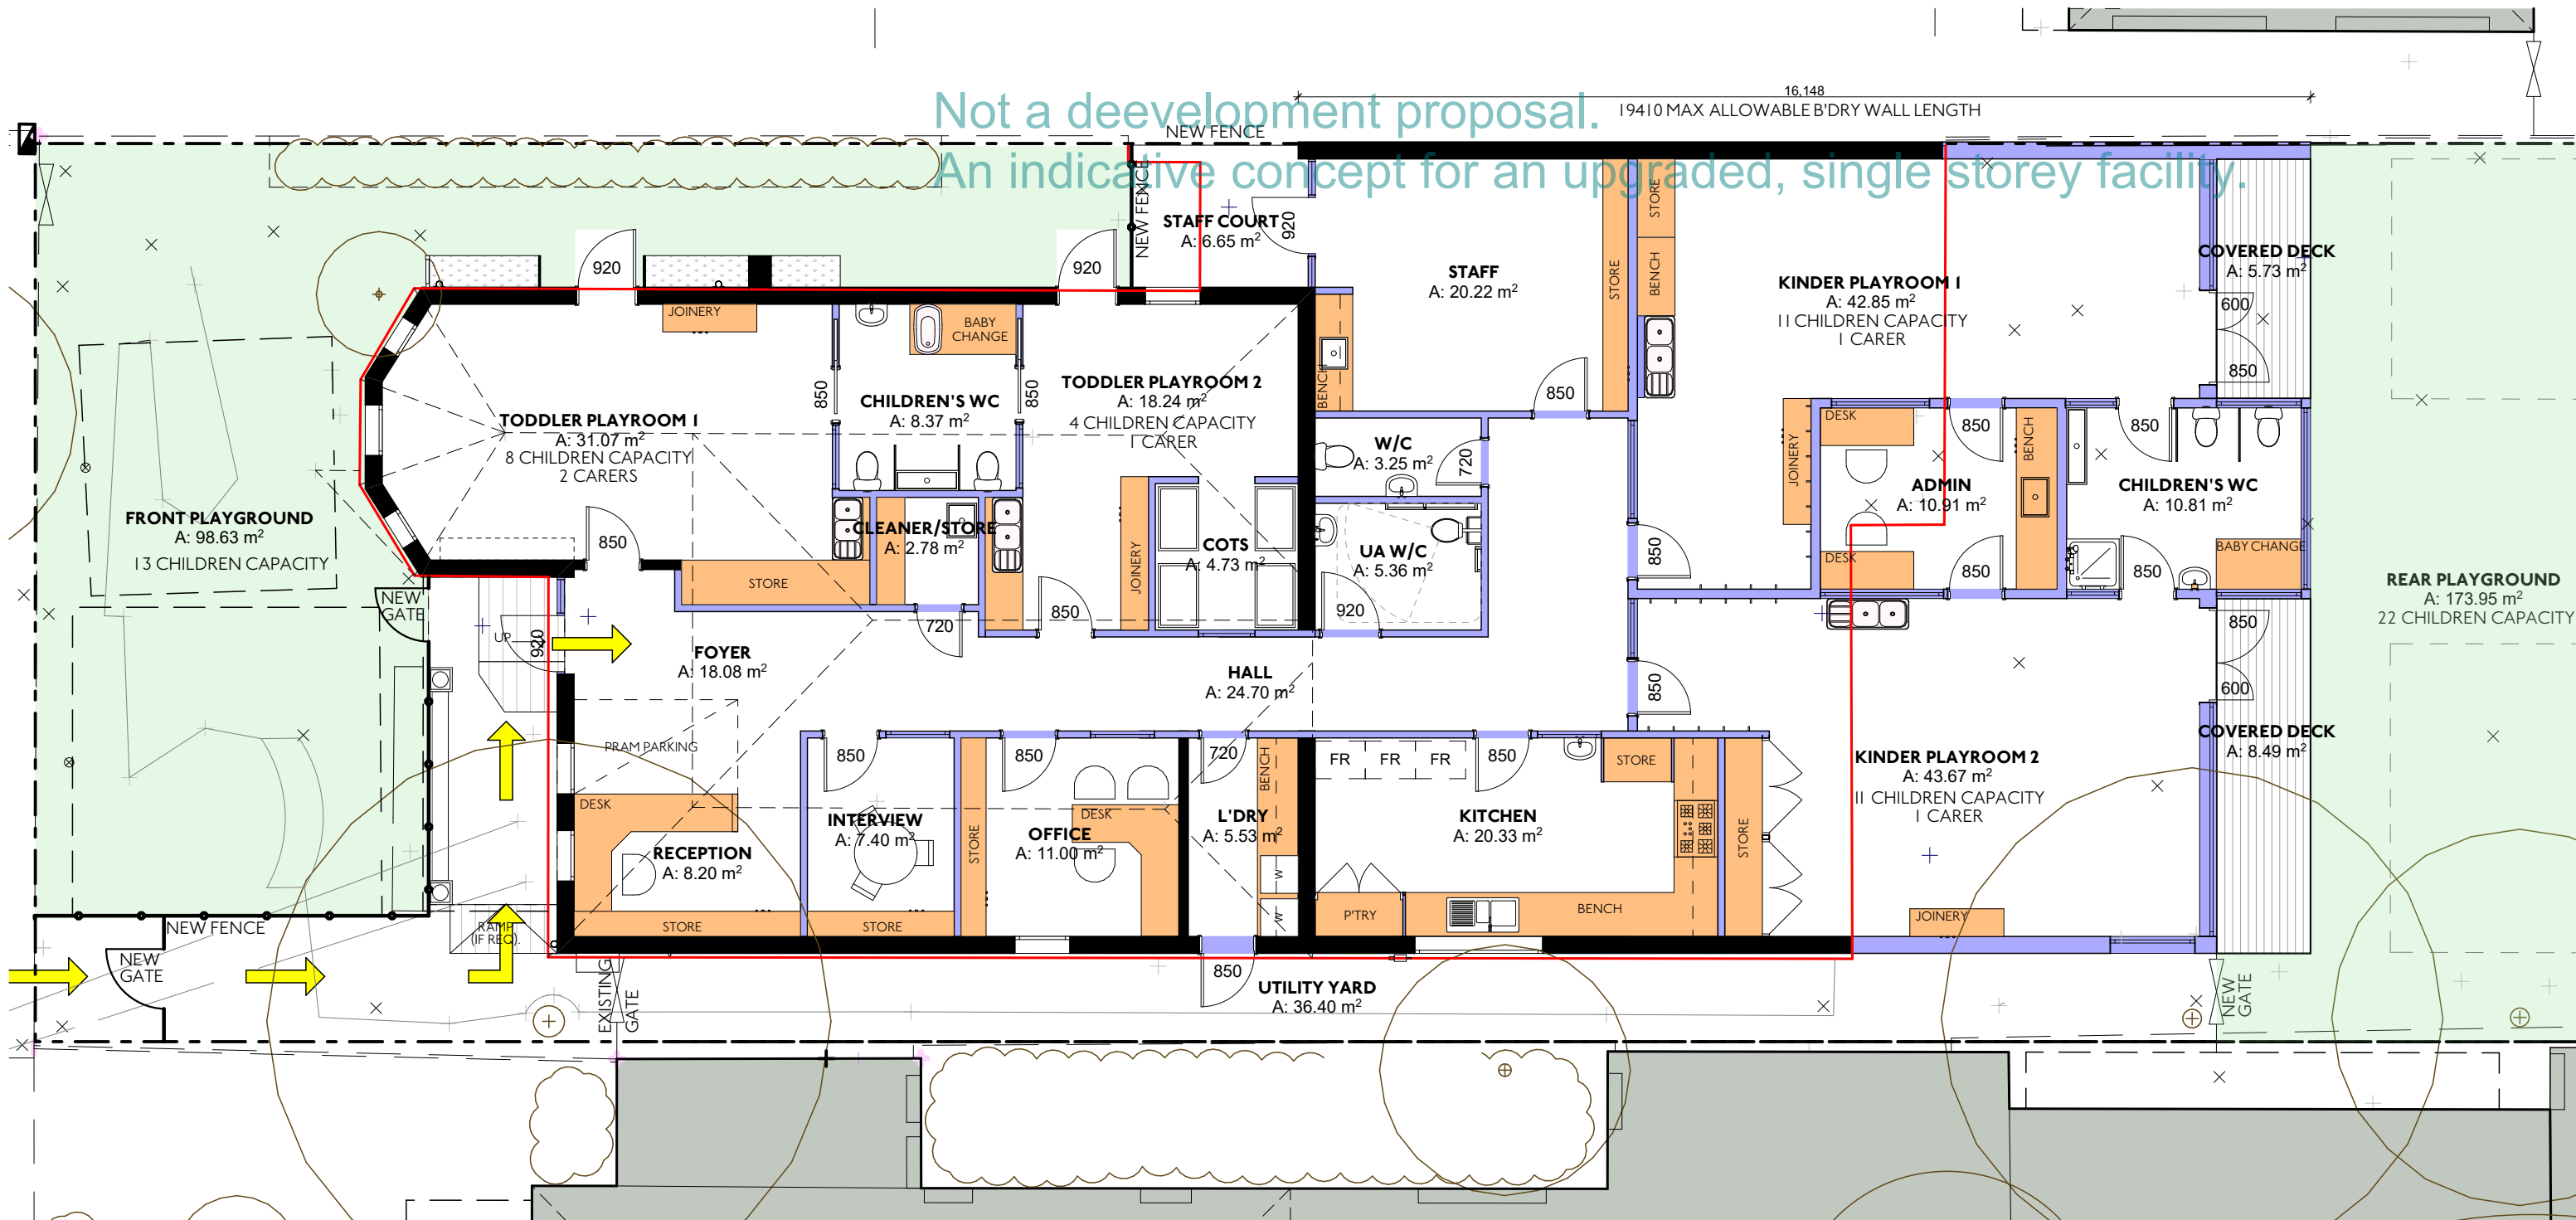 Not a deevelopment proposal.
An indicative concept for an upgraded, single storey facility.
16,148
19410 MAX ALLOWABLE B'DRY WALL LENGTH
NEW FENCE
NEW FENCE
STAFF COURT
A: 6.65 m²
920
920
920
STAFF
A: 20.22 m²
BENCH
STORE
850
STORE
BENCH
KINDER PLAYROOM 1
A: 42.85 m²
11 CHILDREN CAPACITY
1 CARER
COVERED DECK
A: 5.73 m²
600
850
JOINERY
BABY
CHANGE
TODDLER PLAYROOM 1
A: 31.07 m²
8 CHILDREN CAPACITY
2 CARERS
850
CHILDREN'S WC
A: 8.37 m²
850
TODDLER PLAYROOM 2
A: 18.24 m²
4 CHILDREN CAPACITY
1 CARER
W/C
A: 3.25 m²
720
JOINERY
DESK
850
BENCH
ADMIN
A: 10.91 m²
DESK
850
850
CHILDREN'S WC
A: 10.81 m²
BABY CHANGE
850
FRONT PLAYGROUND
A: 98.63 m²
13 CHILDREN CAPACITY
850
STORE
CLEANER/STORE
A: 2.78 m²
720
850
JOINERY
COTS
A: 4.73 m²
UA W/C
A: 5.36 m²
920
850
REAR PLAYGROUND
A: 173.95 m²
22 CHILDREN CAPACITY
NEW
GATE
UP
920
FOYER
A: 18.08 m²
HALL
A: 24.70 m²
850
850
600
COVERED DECK
A: 8.49 m²
PRAM PARKING
DESK
RECEPTION
A: 8.20 m²
STORE
850
INTERVIEW
A: 7.40 m²
STORE
STORE
850
DESK
OFFICE
A: 11.00 m²
720
BENCH
L'DRY
A: 5.53 m²
W
W
FR
FR
FR
850
STORE
KITCHEN
A: 20.33 m²
P'TRY
BENCH
STORE
KINDER PLAYROOM 2
A: 43.67 m²
11 CHILDREN CAPACITY
1 CARER
JOINERY
NEW FENCE
RAMP
(IF REQ).
NEW
GATE
EXISTING
GATE
850
UTILITY YARD
A: 36.40 m²
NEW
GATE